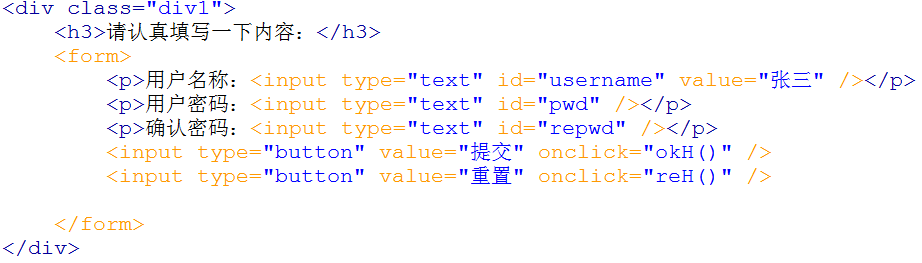 <div class="div1">
<h3>请认真填写一下内容：</h3>
<form>
<p>用户名称：<input type="text" id="username" value="张三" /></p>
<p>用户密码：<input type="text" id="pwd" /></p>
<p>确认密码：<input type="text" id="repwd" /></p>
<input type="button" value="提交" onclick="okH()" />
<input type="button" value="重置" onclick="reH()" />
</form>
</div>